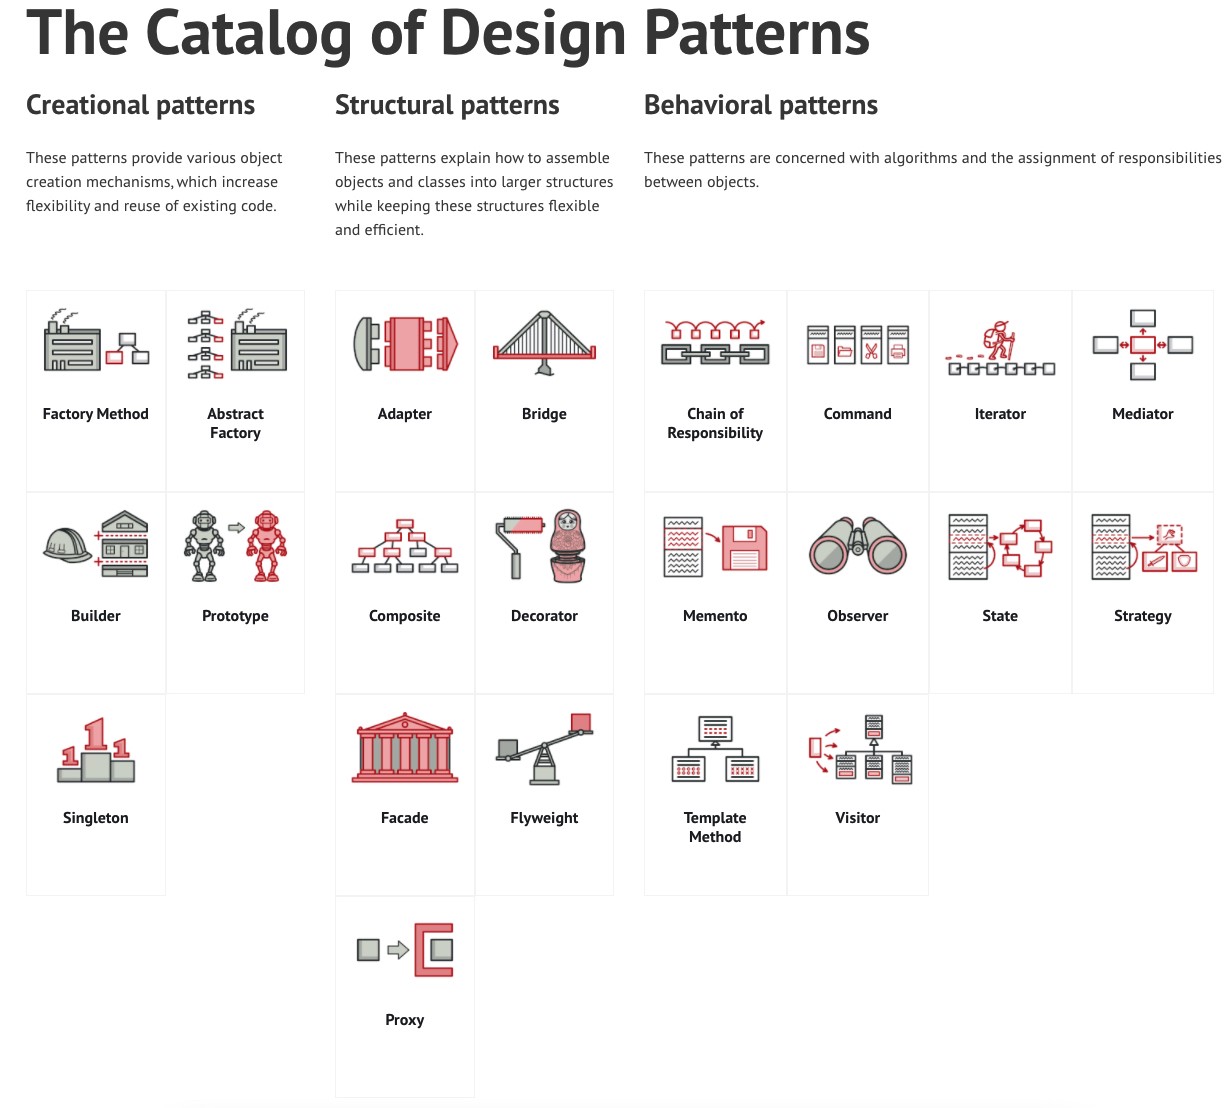 The Catalog of Design Patterns
Creational patterns
These patterns provide various object
creation mechanisms, which increase
flexibility and reuse of existing code.
Factory Method
Abstract
Factory
Builder
Prototype
1 1 1
Singleton
Structural patterns
These patterns explain how to assemble
objects and classes into larger structures
while keeping these structures flexible
and efficient.
Adapter
Bridge
Composite
Decorator
Facade
Flyweight
Proxy
Behavioral patterns
These patterns are concerned with algorithms and the assignment of responsibilities
between objects.
Chain of
Responsibility
Command
Iterator
Mediator
Memento
Observer
State
Strategy
Template
Method
Visitor